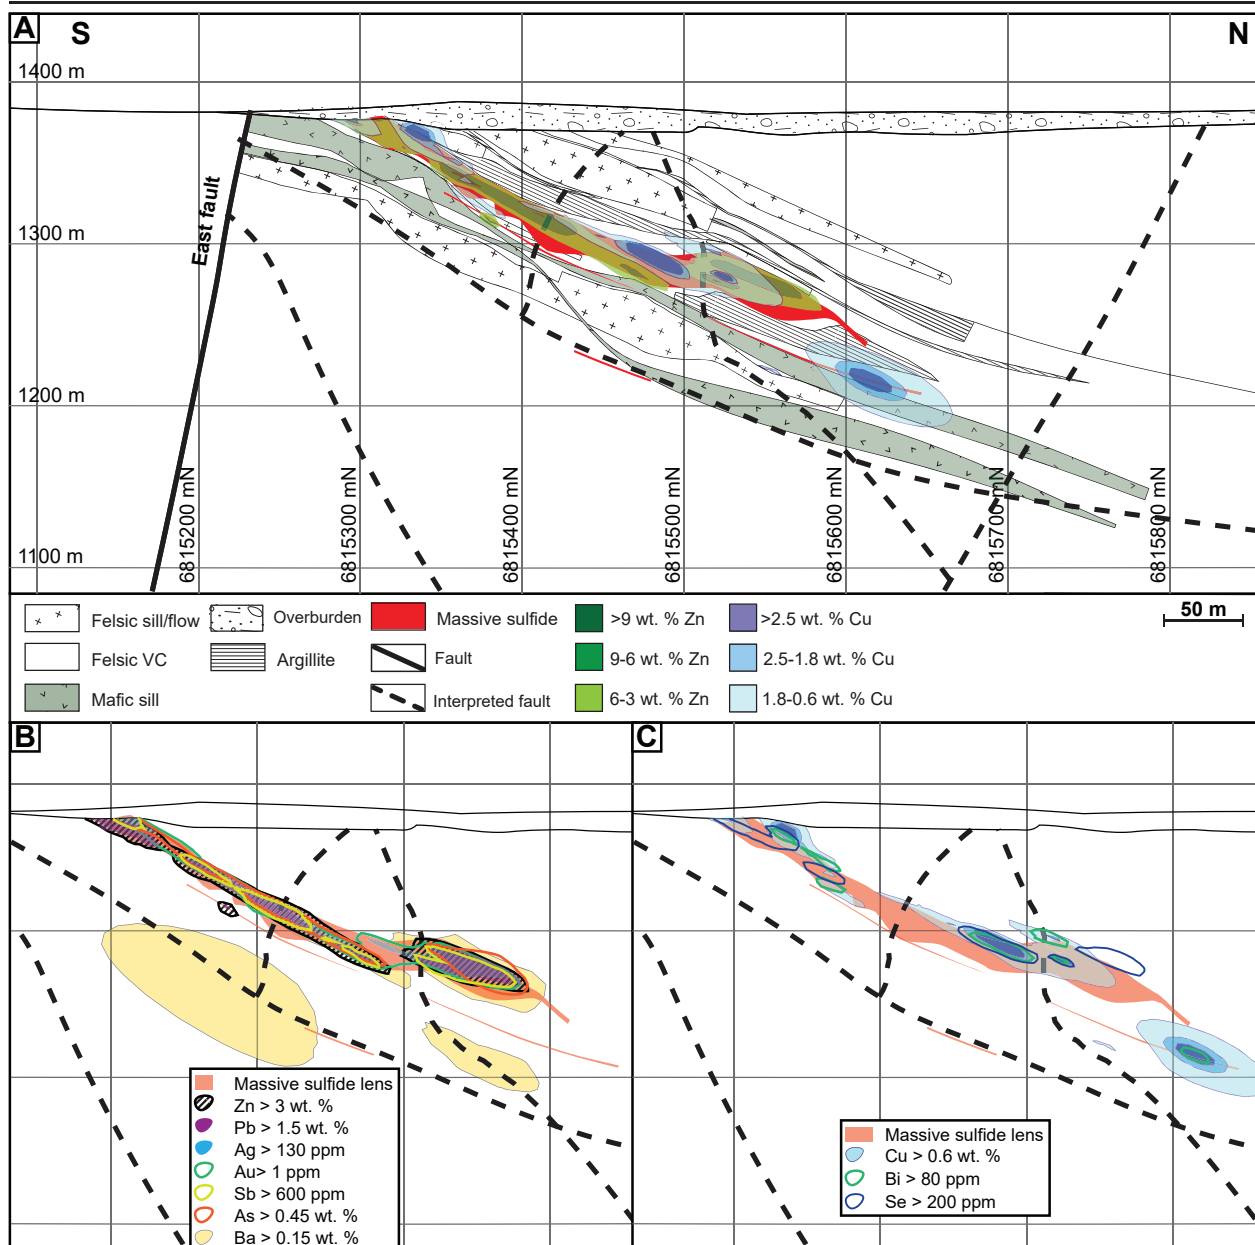 A
S
N
1400 m
1300 m
1200 m
1100 m
East fault
6815200 mN
6815300 mN
6815400 mN
6815500 mN
6815600 mN
6815700 mN
6815800 mN
Felsic sill/flow
Overburden
Massive sulfide
>9 wt. % Zn
>2.5 wt. % Cu
50 m
Felsic VC
Argillite
Fault
9-6 wt. % Zn
2.5-1.8 wt. % Cu
Mafic sill
Interpreted fault
6-3 wt. % Zn
1.8-0.6 wt. % Cu
B
Massive sulfide lens
Zn > 3 wt. %
Pb > 1.5 wt. %
Ag > 130 ppm
Au> 1 ppm
Sb > 600 ppm
As > 0.45 wt. %
Ba > 0.15 wt. %
C
Massive sulfide lens
Cu > 0.6 wt. %
Bi > 80 ppm
Se > 200 ppm